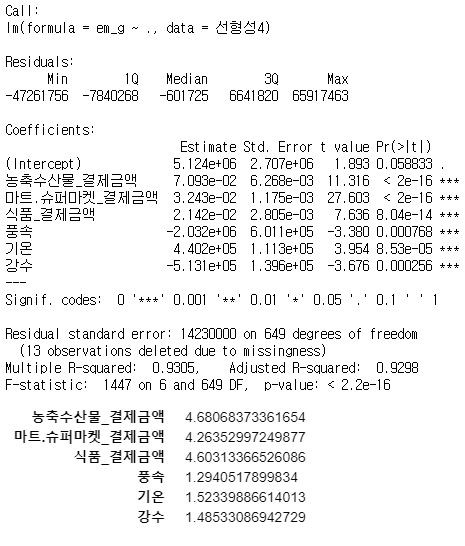 Call:
lm(formula = em_g ~ ., data = 선형성4)
Residuals:
Min 1Q Median 3Q Max
-47261756 -7840268 -601725 6641820 65917463
Coefficients:
Estimate Std. Error t value Pr(>|t|)
(Intercept) 5.124e+06 2.707e+06 1.893 0.058833 .
농축수산물_결제금액 7.093e-02 6.268e-03 11.316 < 2e-16 ***
마트.슈퍼마켓_결제금액 3.243e-02 1.175e-03 27.603 < 2e-16 ***
식품_결제금액 2.142e-02 2.805e-03 7.636 8.04e-14 ***
풍속 -2.032e+06 6.011e+05 -3.380 0.000768 ***
기온 4.402e+05 1.113e+05 3.954 8.53e-05 ***
강수 -5.131e+05 1.396e+05 -3.676 0.000256 ***
---
Signif. codes: 0 '***' 0.001 '**' 0.01 '*' 0.05 '.' 0.1 ' ' 1
Residual standard error: 14230000 on 649 degrees of freedom
(13 observations deleted due to missingness)
Multiple R-squared: 0.9305, Adjusted R-squared: 0.9298
F-statistic: 1447 on 6 and 649 DF, p-value: < 2.2e-16
농축수산물_결제금액 4.68068373361654
마트.슈퍼마켓_결제금액 4.26352997249877
식품_결제금액 4.60313366526086
풍속 1.2940517899834
기온 1.52339886614013
강수 1.48533086942729